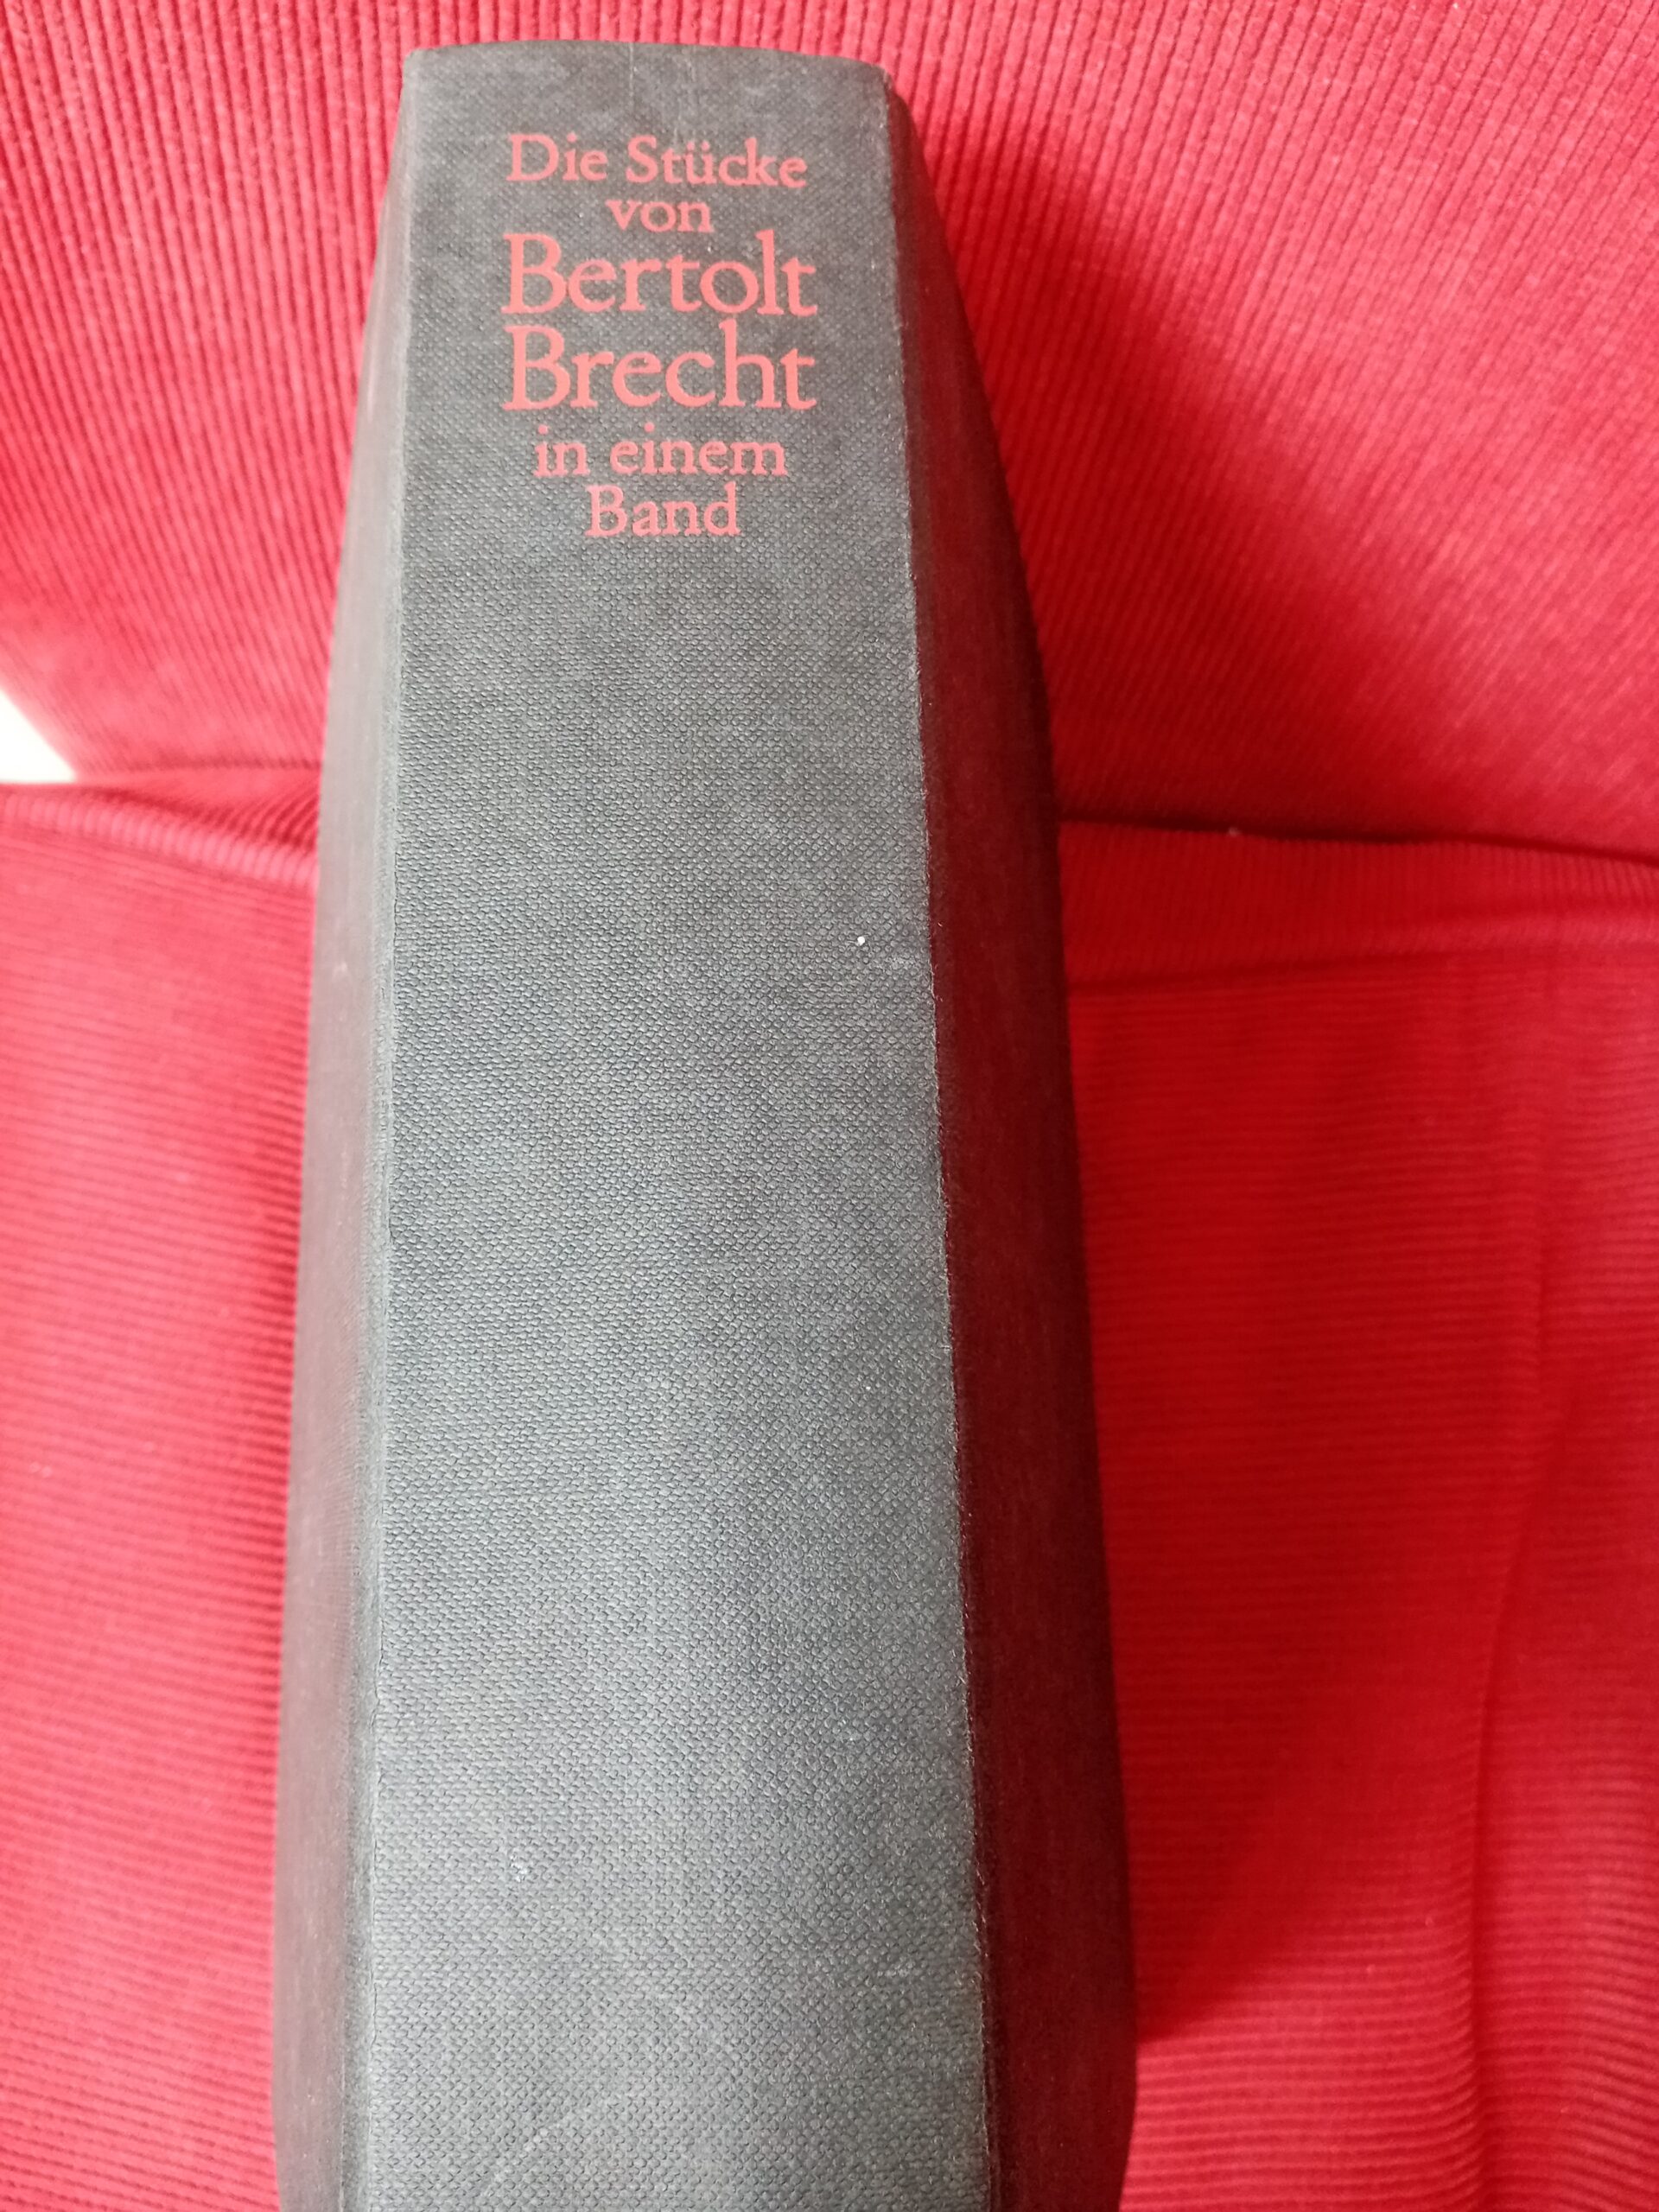 Die Stücke
von
Bertolt
Brecht
in einem
Band